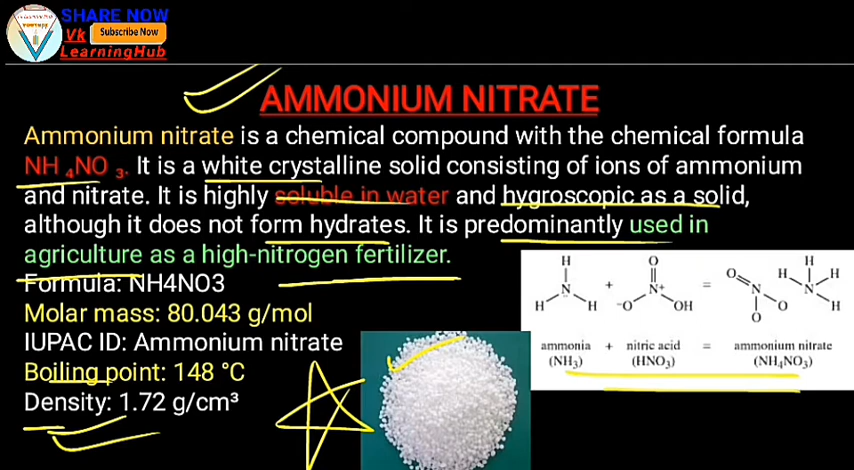 SHARE NOW
Vk Subscribe Now
LearningHub
AMMONIUM NITRATE
Ammonium nitrate is a chemical compound with the chemical formula
NH ₄NO ₃. It is a white crystalline solid consisting of ions of ammonium
and nitrate. It is highly soluble in water and hygroscopic as a solid,
although it does not form hydrates. It is predominantly used in
agriculture as a high-nitrogen fertilizer.
Formula: NH4NO3
Molar mass: 80.043 g/mol
IUPAC ID: Ammonium nitrate
Boiling point: 148 °C
Density: 1.72 g/cm³
H O H
N + N⁺ = O N O H N H
H H ⁻O OH O H
ammonia + nitric acid = ammonium nitrate
(NH₃) (HNO₃) (NH₄NO₃)